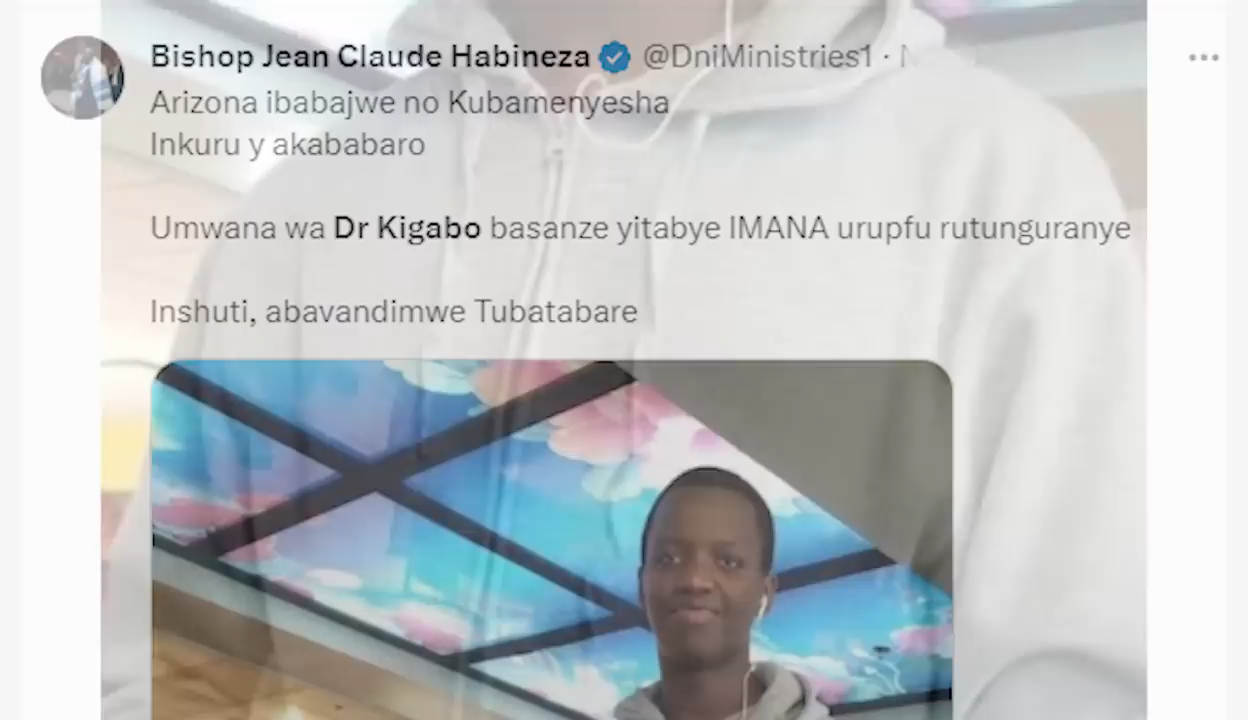 Bishop Jean Claude Habineza @DniMinistries1 ·
Arizona ibabajwe no Kubamenyesha
Inkuru y akababaro
Umwana wa Dr Kigabo basanze yitabye IMANA urupfu rutunguranye
Inshuti, abavandimwe Tubatabare